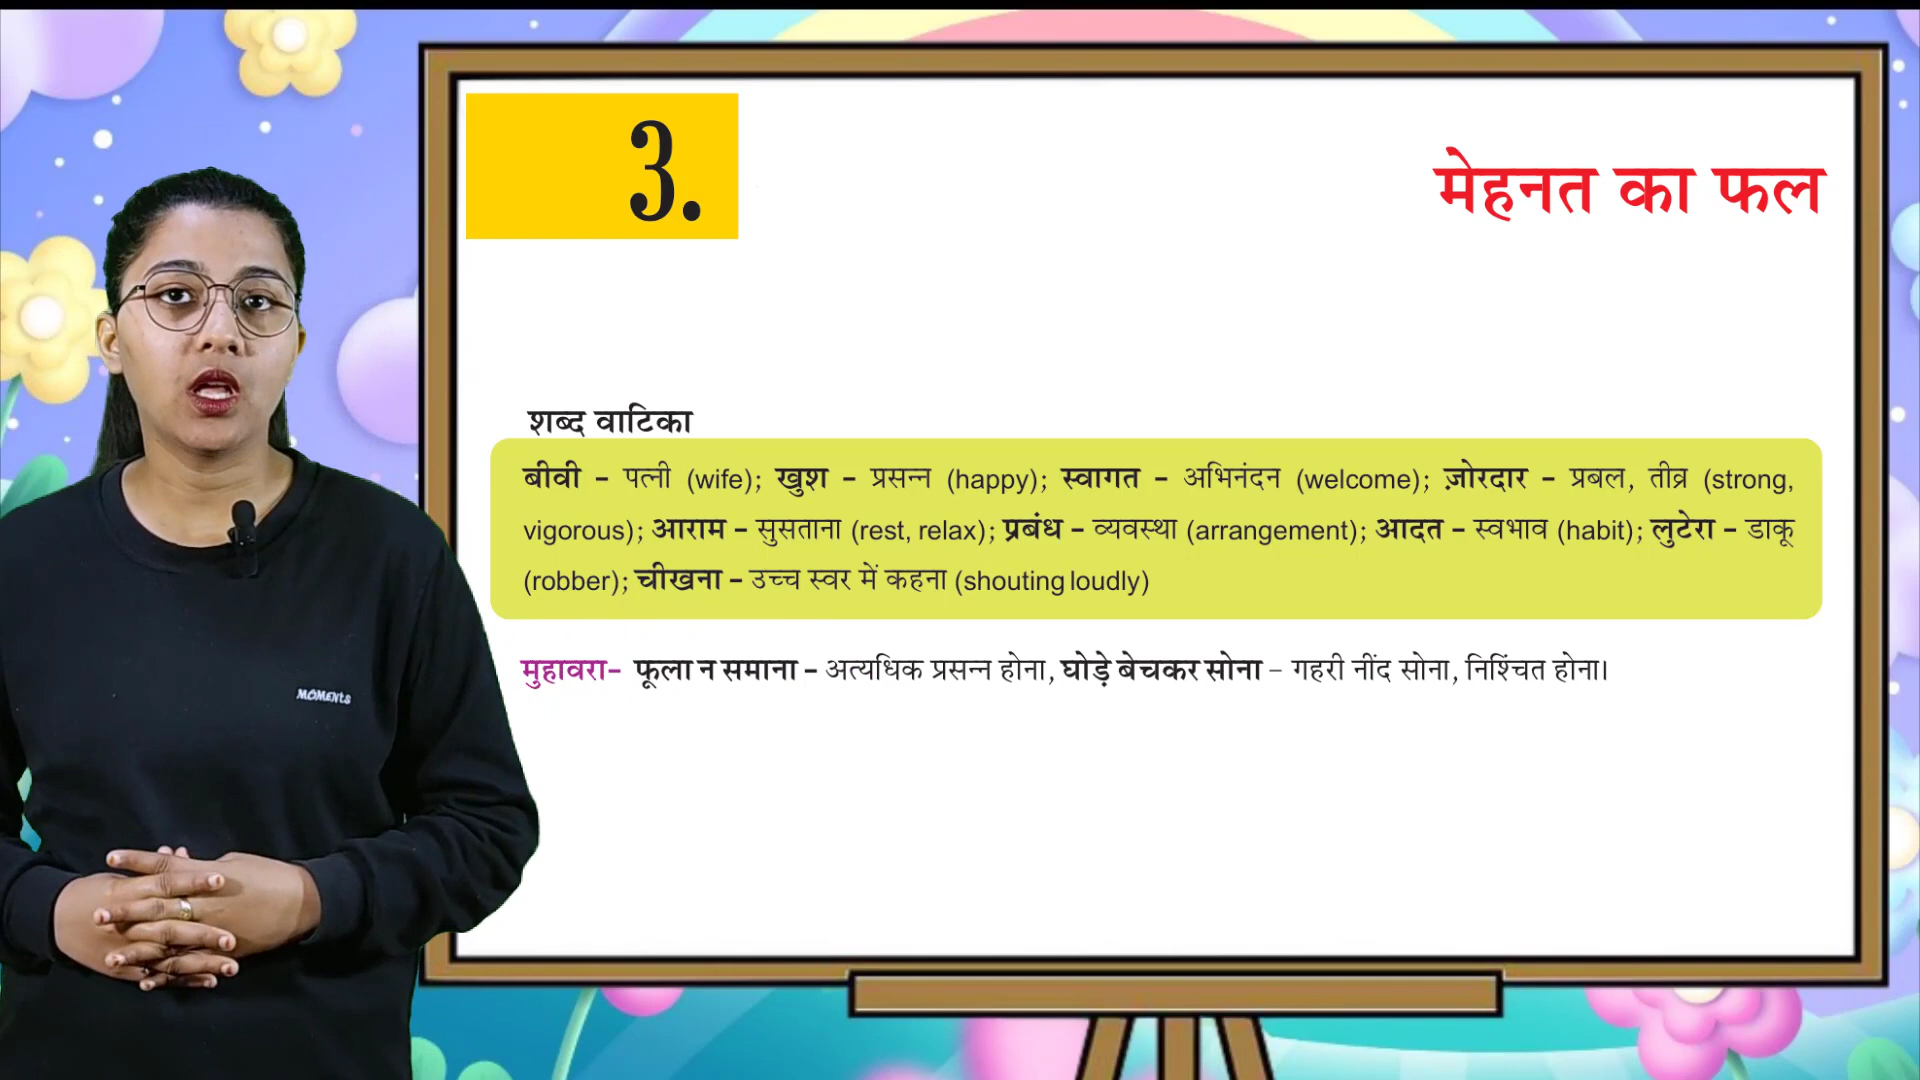 3.
मेहनत का फल
शब्द वाटिका
बीवी – पत्नी (wife); खुश – प्रसन्न (happy); स्वागत – अभिनंदन (welcome); ज़ोरदार – प्रबल, तीव्र (strong,
vigorous); आराम – सुसताना (rest, relax); प्रबंध – व्यवस्था (arrangement); आदत – स्वभाव (habit); लुटेरा – डाकू
(robber); चीखना – उच्च स्वर में कहना (shouting loudly)
मुहावरा– फूला न समाना – अत्यधिक प्रसन्न होना, घोड़े बेचकर सोना – गहरी नींद सोना, निश्चिंत होना।
MOMENts